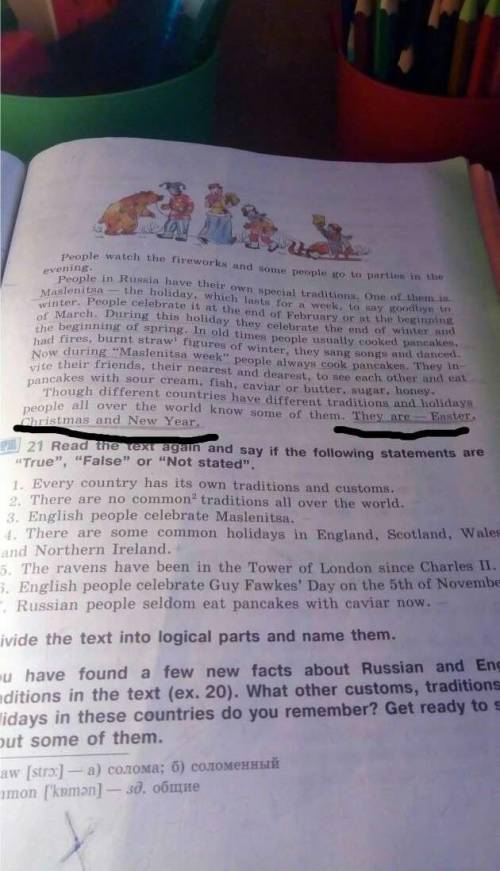 People watch the fireworks and some people go to parties in the
evening.
People in Russia have their own special traditions. One of them is
Maslenitsa — the holiday, which lasts for a week, to say goodbye to
winter. People celebrate it at the end of February or at the beginning
of March. During this holiday they celebrate the end of winter and
the beginning of spring. In old times people usually cooked pancakes,
had fires, burnt straw¹ figures of winter, they sang songs and danced.
Now during “Maslenitsa week” people always cook pancakes. They in-
vite their friends, their nearest and dearest, to see each other and eat
pancakes with sour cream, fish, caviar or butter, sugar, honey.
Though different countries have different traditions and holidays
people all over the world know some of them. They are — Easter,
Christmas and New Year.
21 Read the text again and say if the following statements are
“True”, “False” or “Not stated”.
1. Every country has its own traditions and customs.
2. There are no common² traditions all over the world.
3. English people celebrate Maslenitsa.
4. There are some common holidays in England, Scotland, Wales
and Northern Ireland.
5. The ravens have been in the Tower of London since Charles II.
6. English people celebrate Guy Fawkes’ Day on the 5th of Novembe
. Russian people seldom eat pancakes with caviar now.
ivide the text into logical parts and name them.
ou have found a few new facts about Russian and Eng
aditions in the text (ex. 20). What other customs, traditions
lidays in these countries do you remember? Get ready to s
out some of them.
aw [strɔ:] — а) солома; б) соломенный
mmon ['kɒmən] — зд. общие